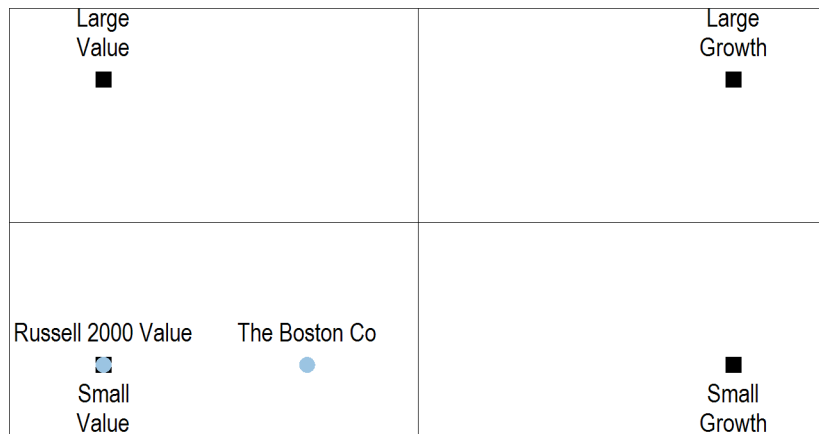 Large
Value
Large
Growth
Russell 2000 Value
The Boston Co
Small
Value
Small
Growth